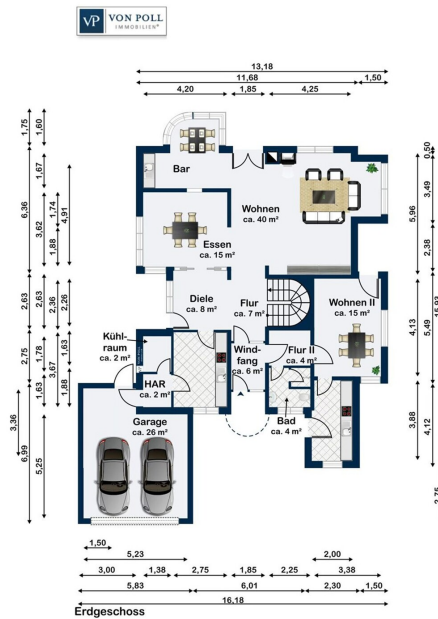 VP VON POLL
IMMOBILIEN®
13,18
11,68 1,50
4,20 1,85 4,25
1,75 1,60
6,36 1,67
3,62 1,74 4,91
1,88
2,63 2,63 2,36 2,26
2,75 1,78 3,67 1,63
1,63 1,88
3,36
6,99 5,25
0,50
5,96 3,49
2,38
15,93
4,13 5,49
3,88 4,12
2,75
Bar
Wohnen
ca. 40 m²
Essen
ca. 15 m²
Diele
ca. 8 m²
Flur
ca. 7 m²
Wohnen II
ca. 15 m²
Kühl-
raum
ca. 2 m²
Wind-
fang
ca. 6 m²
Flur II
ca. 4 m²
HAR
ca. 2 m²
Garage
ca. 26 m²
Bad
ca. 4 m²
1,50
5,23 2,00
3,00 1,38 2,75 1,85 2,25 3,38
5,83 6,01 2,30 1,50
16,18
Erdgeschoss